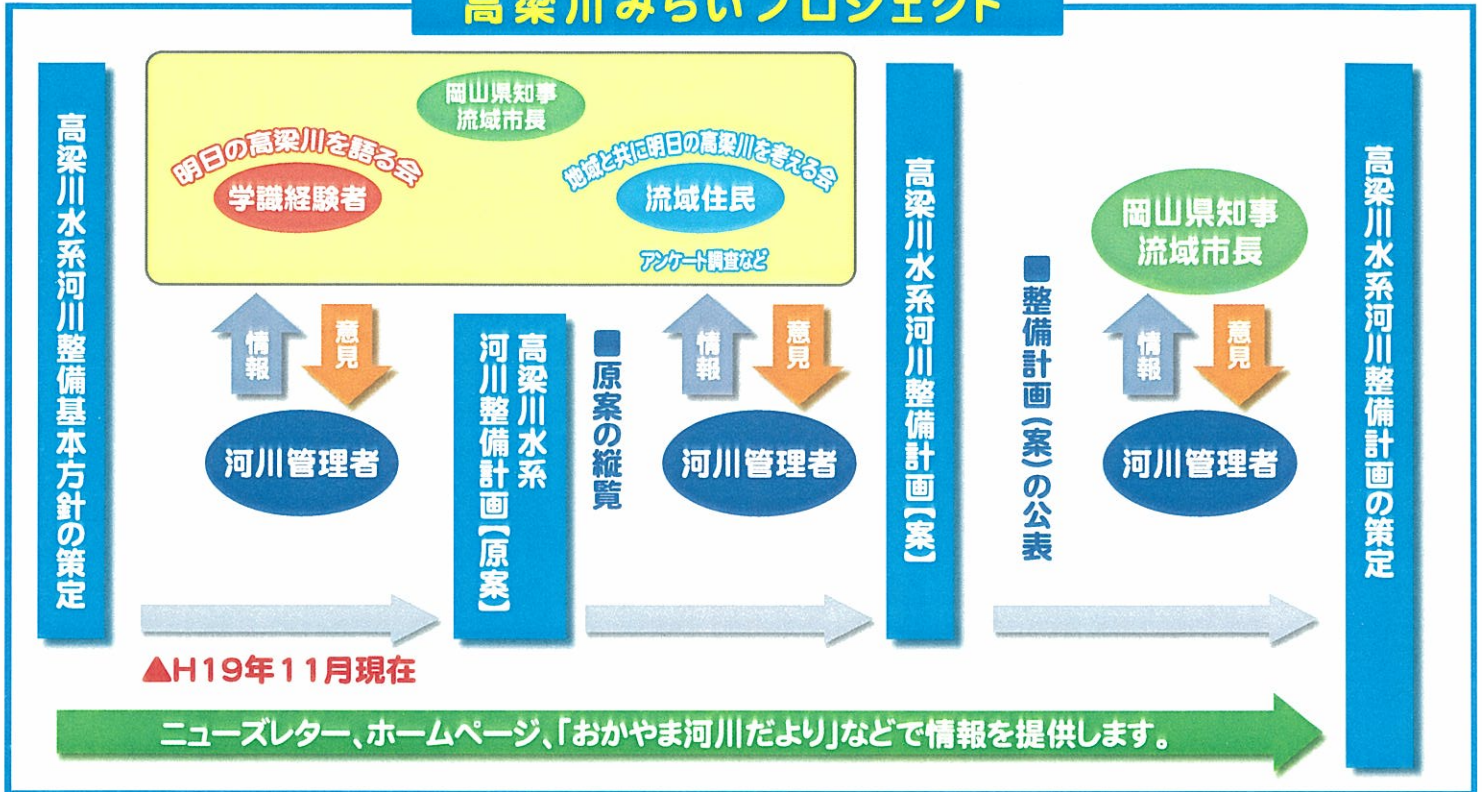 高梁川みらいプロジェクト
高梁川水系河川整備基本方針の策定
岡山県知事
流域市長
明日の高梁川を語る会
学識経験者
地域と共に明日の高梁川を考える会
流域住民
アンケート調査など
情報
意見
河川管理者
高梁川水系
河川整備計画【原案】
■原案の縦覧
情報
意見
河川管理者
高梁川水系河川整備計画【案】
■整備計画(案)の公表
岡山県知事
流域市長
情報
意見
河川管理者
高梁川水系河川整備計画の策定
▲H19年11月現在
ニューズレター、ホームページ、「おかやま河川だより」などで情報を提供します。